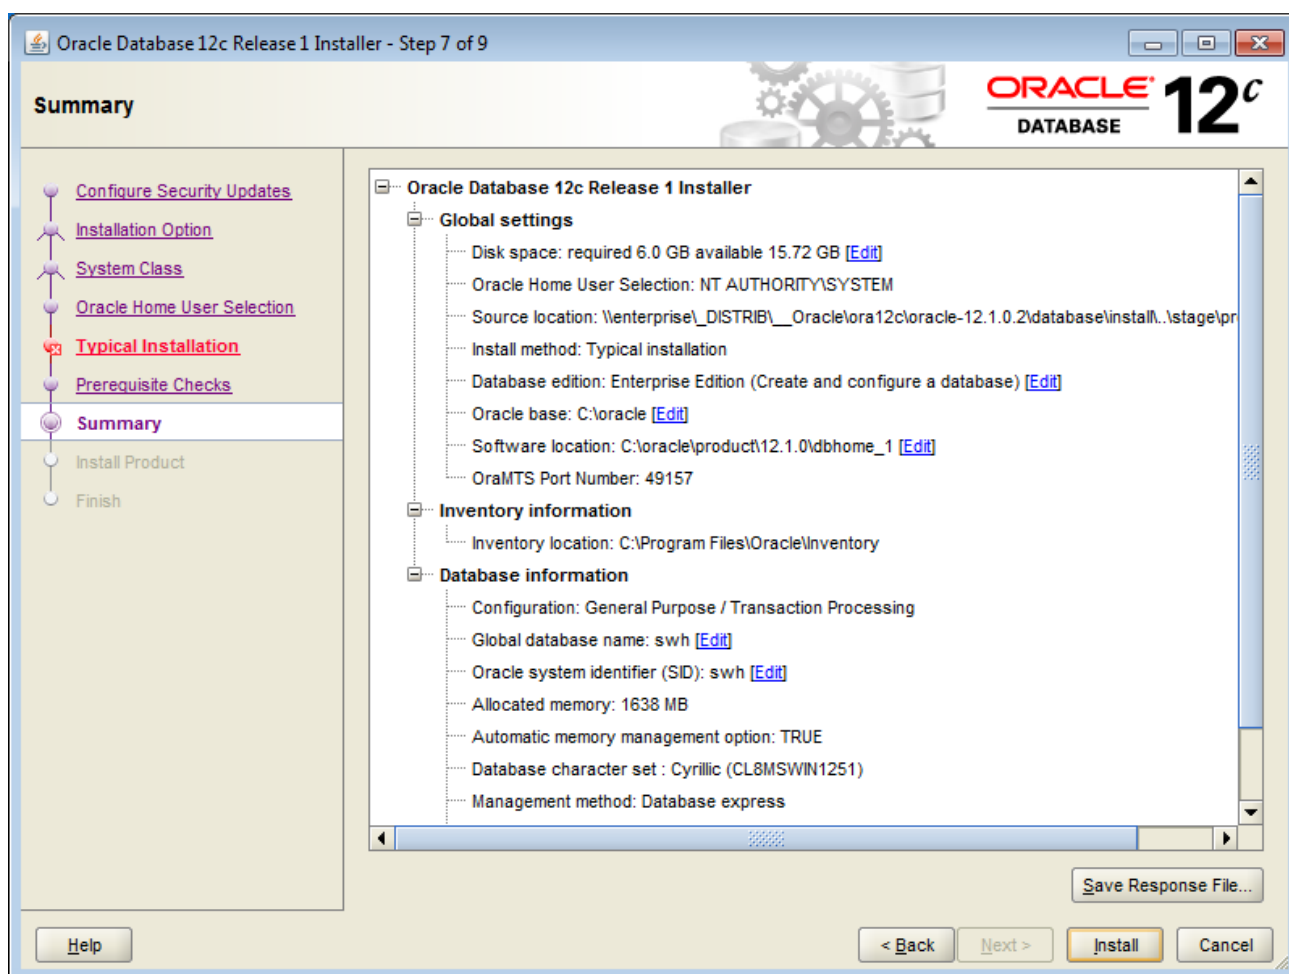 Oracle Database 12c Release 1 Installer - Step 7 of 9
Summary
ORACLE DATABASE 12c
Configure Security Updates
Installation Option
System Class
Oracle Home User Selection
Typical Installation
Prerequisite Checks
Summary
Install Product
Finish
Oracle Database 12c Release 1 Installer
Global settings
Disk space: required 6.0 GB available 15.72 GB [Edit]
Oracle Home User Selection: NT AUTHORITY\SYSTEM
Source location: \\enterprise\_DISTRIB\__Oracle\ora12c\oracle-12.1.0.2\database\install\..\stage\pr
Install method: Typical installation
Database edition: Enterprise Edition (Create and configure a database) [Edit]
Oracle base: C:\oracle [Edit]
Software location: C:\oracle\product\12.1.0\dbhome_1 [Edit]
OraMTS Port Number: 49157
Inventory information
Inventory location: C:\Program Files\Oracle\Inventory
Database information
Configuration: General Purpose / Transaction Processing
Global database name: swh [Edit]
Oracle system identifier (SID): swh [Edit]
Allocated memory: 1638 MB
Automatic memory management option: TRUE
Database character set : Cyrillic (CL8MSWIN1251)
Management method: Database express
Save Response File...
Help
< Back
Next >
Install
Cancel